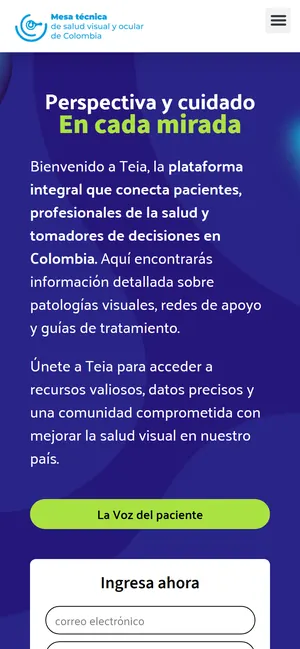 Mesa técnica
de salud visual y ocular
de Colombia
Perspectiva y cuidado
En cada mirada
Bienvenido a Teia, la plataforma
integral que conecta pacientes,
profesionales de la salud y
tomadores de decisiones en
Colombia. Aquí encontrarás
información detallada sobre
patologías visuales, redes de apoyo
y guías de tratamiento.
Únete a Teia para acceder a
recursos valiosos, datos precisos y
una comunidad comprometida con
mejorar la salud visual en nuestro
país.
La Voz del paciente
Ingresa ahora
correo electrónico